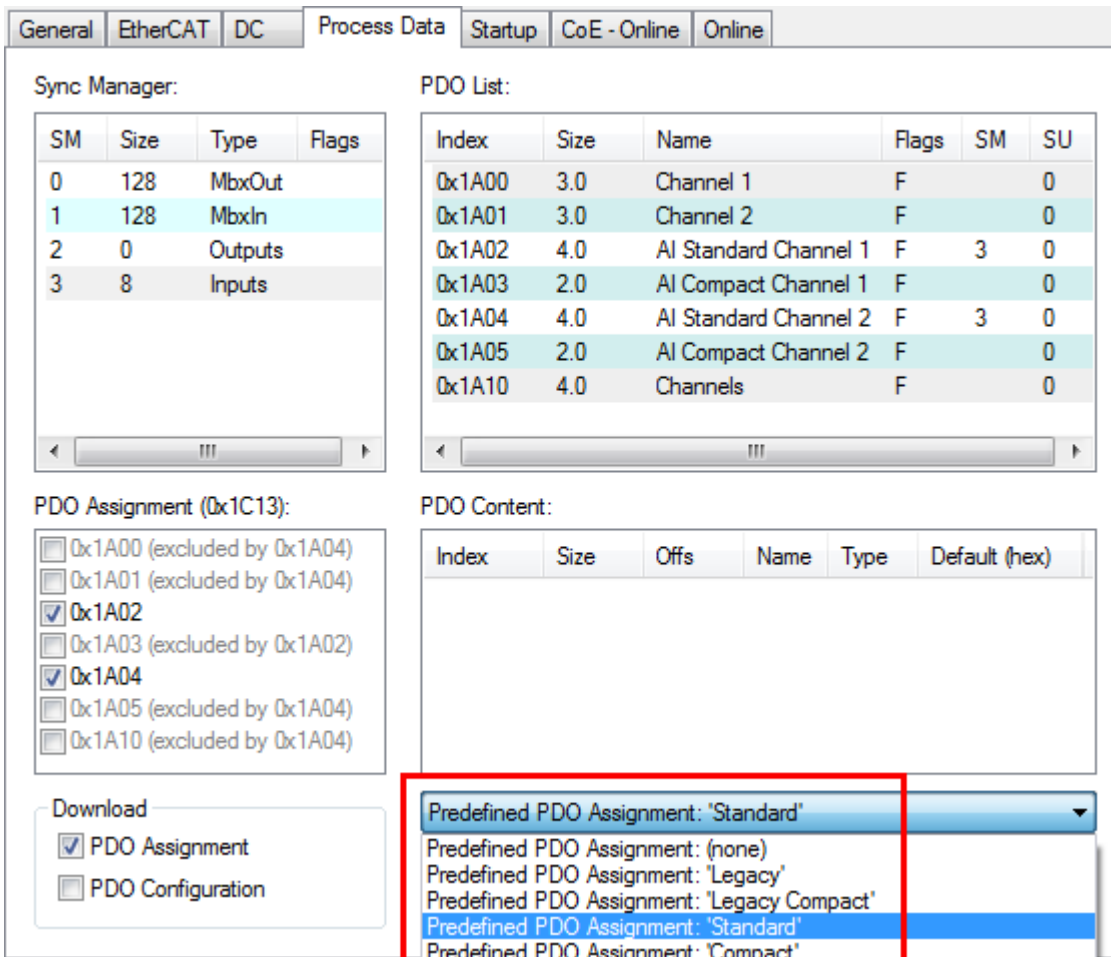 General EtherCAT DC Process Data Startup CoE - Online Online
Sync Manager: PDO List:
SM Size Type Flags Index Size Name Flags SM SU
0 128 MbxOut 0x1A00 3.0 Channel 1 F 0
1 128 MbxIn 0x1A01 3.0 Channel 2 F 0
2 0 Outputs 0x1A02 4.0 AI Standard Channel 1 F 3 0
3 8 Inputs 0x1A03 2.0 AI Compact Channel 1 F 0
0x1A04 4.0 AI Standard Channel 2 F 3 0
0x1A05 2.0 AI Compact Channel 2 F 0
0x1A10 4.0 Channels F 0
PDO Assignment (0x1C13): PDO Content:
0x1A00 (excluded by 0x1A04) Index Size Offs Name Type Default (hex)
0x1A01 (excluded by 0x1A04)
0x1A02
0x1A03 (excluded by 0x1A02)
0x1A04
0x1A05 (excluded by 0x1A04)
0x1A10 (excluded by 0x1A04)
Download Predefined PDO Assignment: 'Standard'
PDO Assignment Predefined PDO Assignment: (none)
Predefined PDO Assignment: 'Legacy'
PDO Configuration Predefined PDO Assignment: 'Legacy Compact'
Predefined PDO Assignment: 'Standard'
Predefined PDO Assignment: 'Compact'